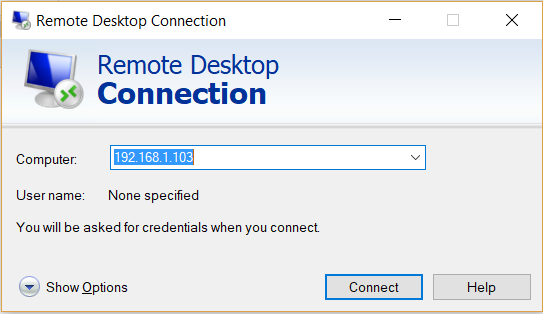 Remote Desktop Connection
Remote Desktop
Connection
Computer: 192.168.1.103
User name: None specified
You will be asked for credentials when you connect.
Show Options Connect Help